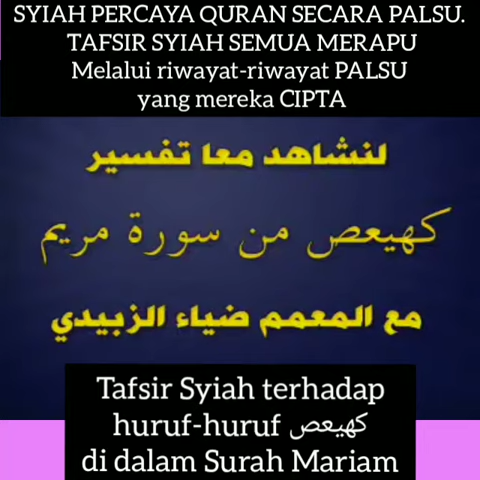 SYIAH PERCAYA QURAN SECARA PALSU.
TAFSIR SYIAH SEMUA MERAPU
Melalui riwayat-riwayat PALSU
yang mereka CIPTA
لنشاهد معا تفسير
كهيعص من سورة مريم
مع المعمم ضياء الزبيدي
Tafsir Syiah terhadap
huruf-huruf كهيعص
di dalam Surah Mariam